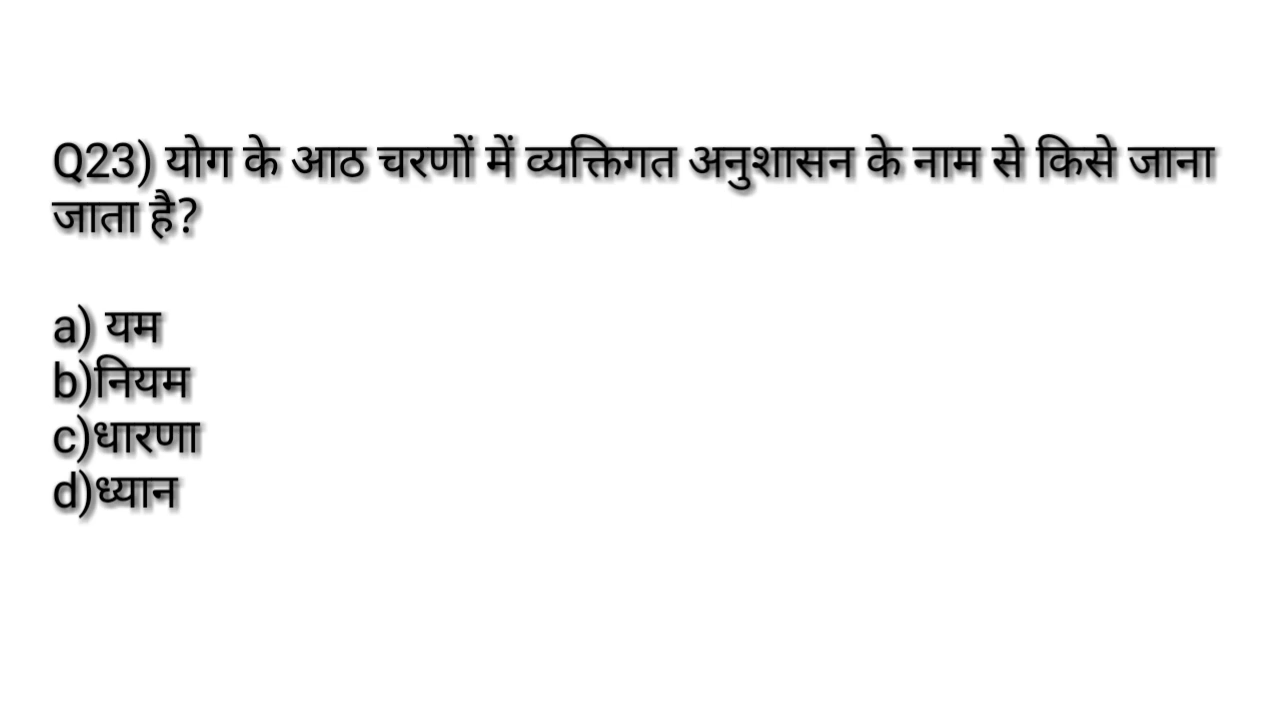 Q23) योग के आठ चरणों में व्यक्तिगत अनुशासन के नाम से किसे जाना
जाता है?
a) यम
b)नियम
c)धारणा
d)ध्यान